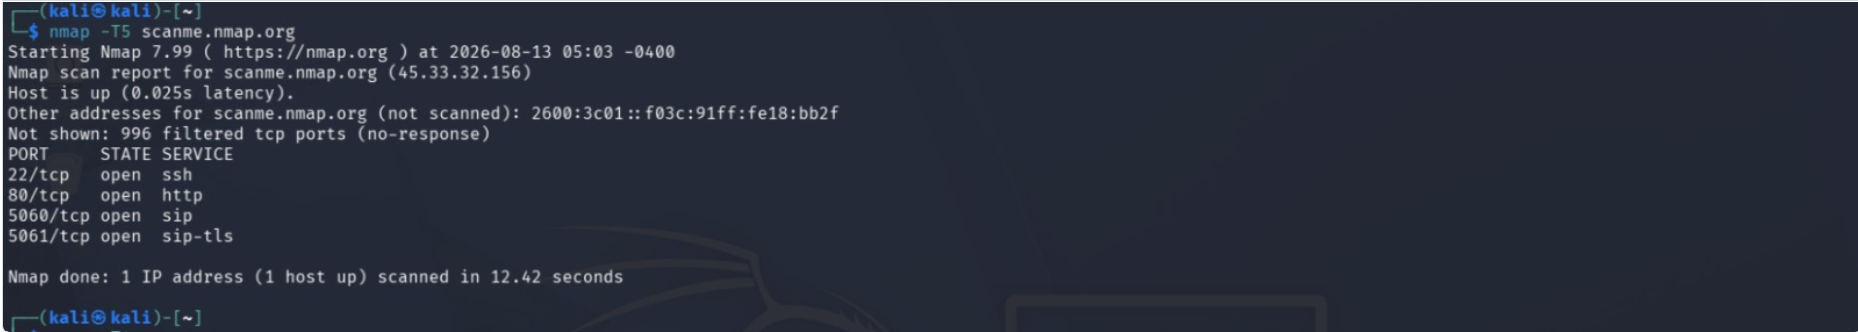 ┌──(kali㉿kali)-[~]
└─$ nmap -T5 scanme.nmap.org
Starting Nmap 7.99 ( https://nmap.org ) at 2026-08-13 05:03 -0400
Nmap scan report for scanme.nmap.org (45.33.32.156)
Host is up (0.025s latency).
Other addresses for scanme.nmap.org (not scanned): 2600:3c01::f03c:91ff:fe18:bb2f
Not shown: 996 filtered tcp ports (no-response)
PORT     STATE SERVICE
22/tcp   open  ssh
80/tcp   open  http
5060/tcp open  sip
5061/tcp open  sip-tls
Nmap done: 1 IP address (1 host up) scanned in 12.42 seconds
┌──(kali㉿kali)-[~]